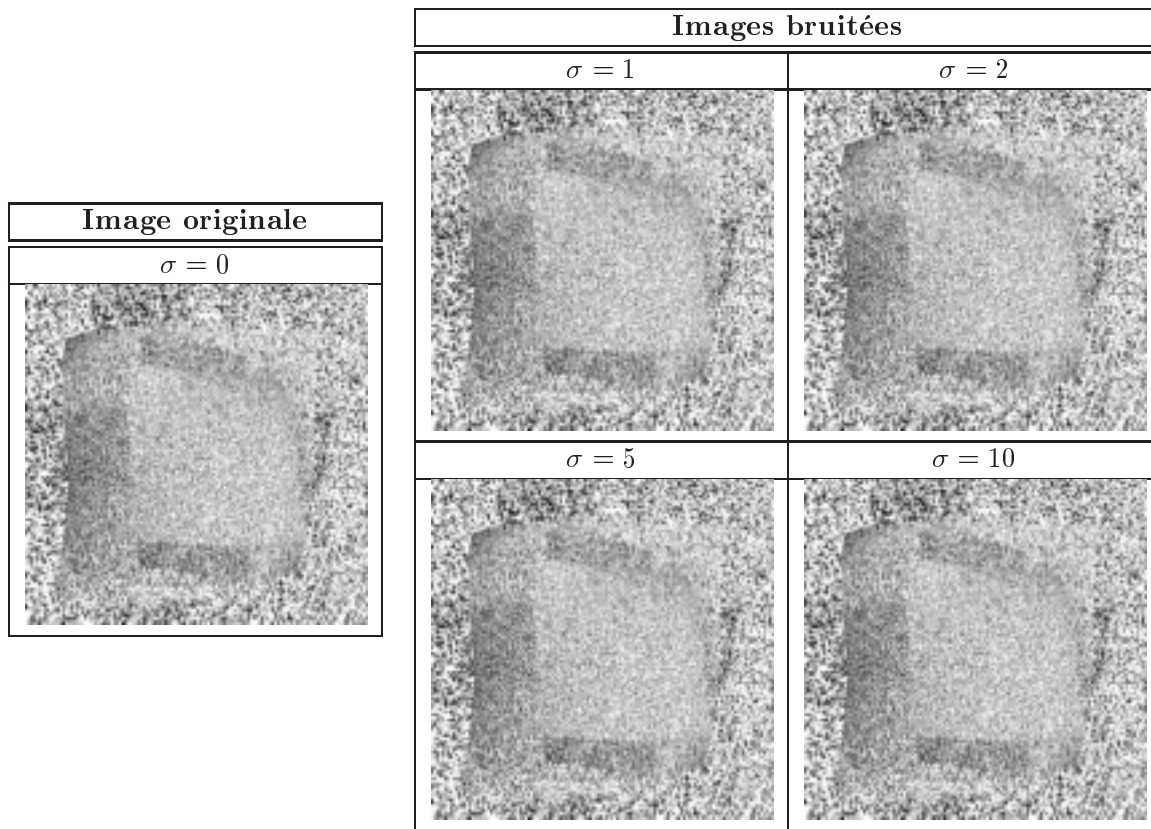 Images bruitées
σ = 1
σ = 2
Image originale
σ = 0
σ = 5
σ = 10